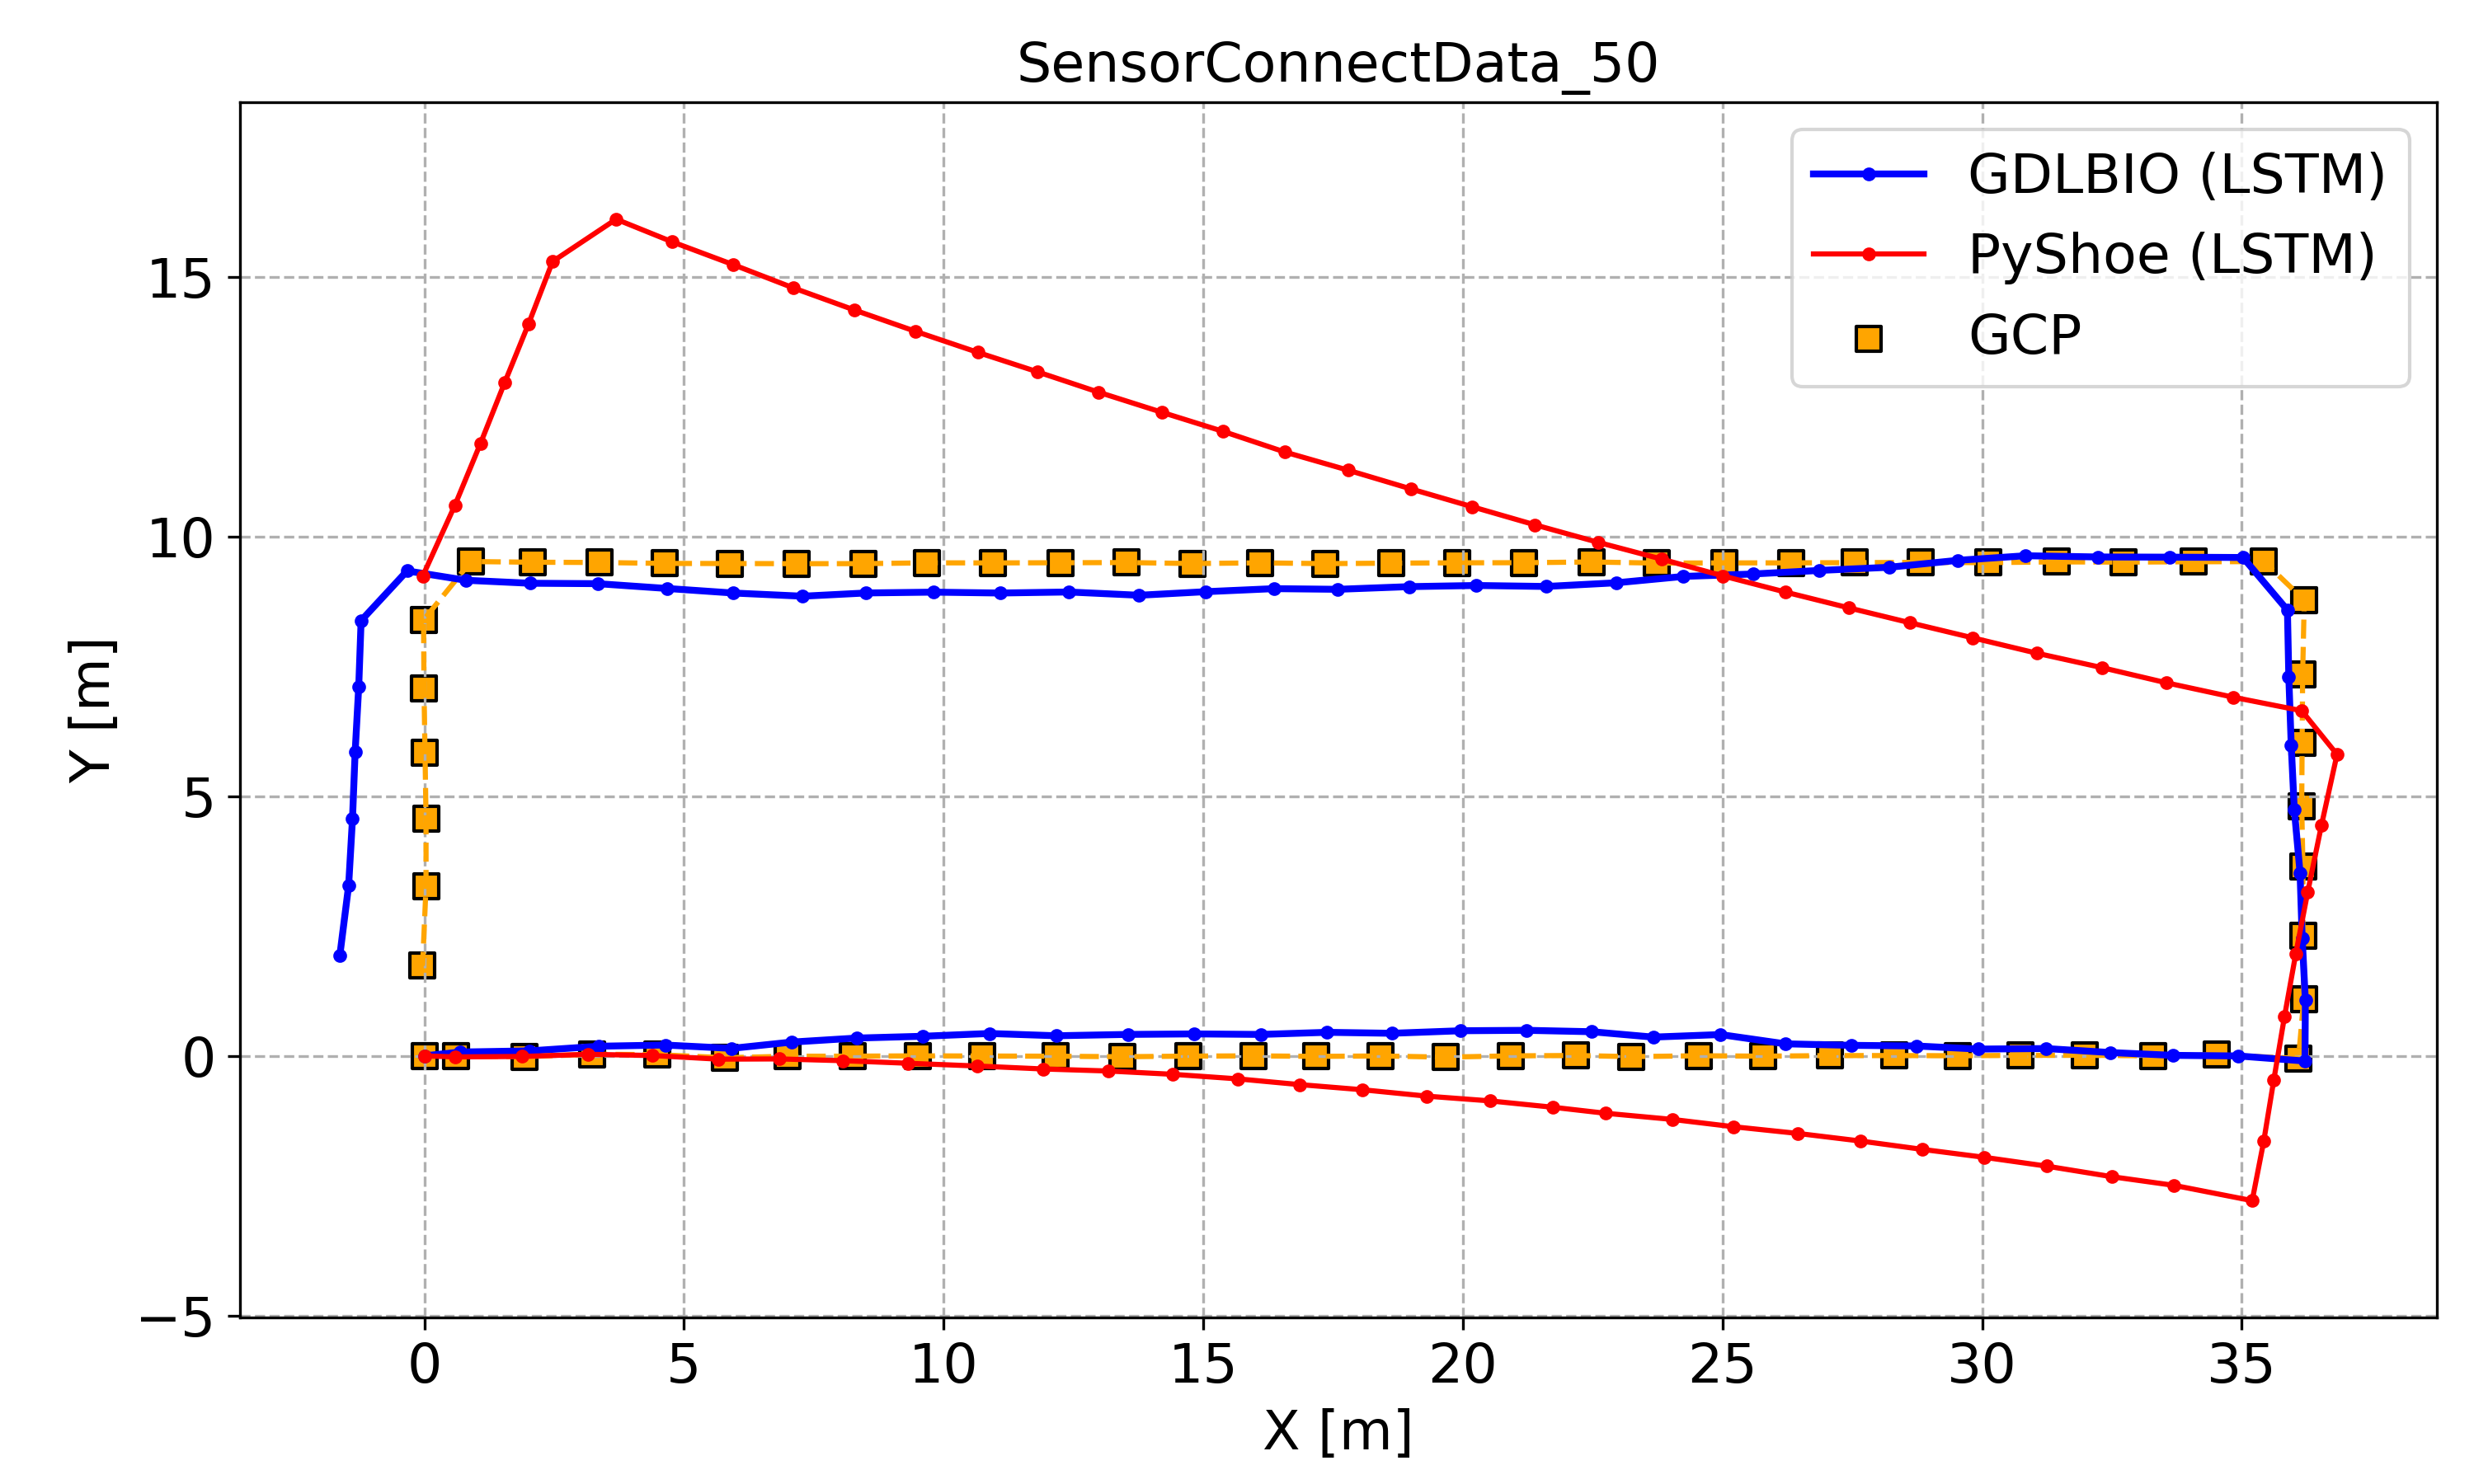 SensorConnectData_50
GDLBIO (LSTM)
PyShoe (LSTM)
GCP
Y [m]
15
10
5
0
−5
0 5 10 15 20 25 30 35
X [m]